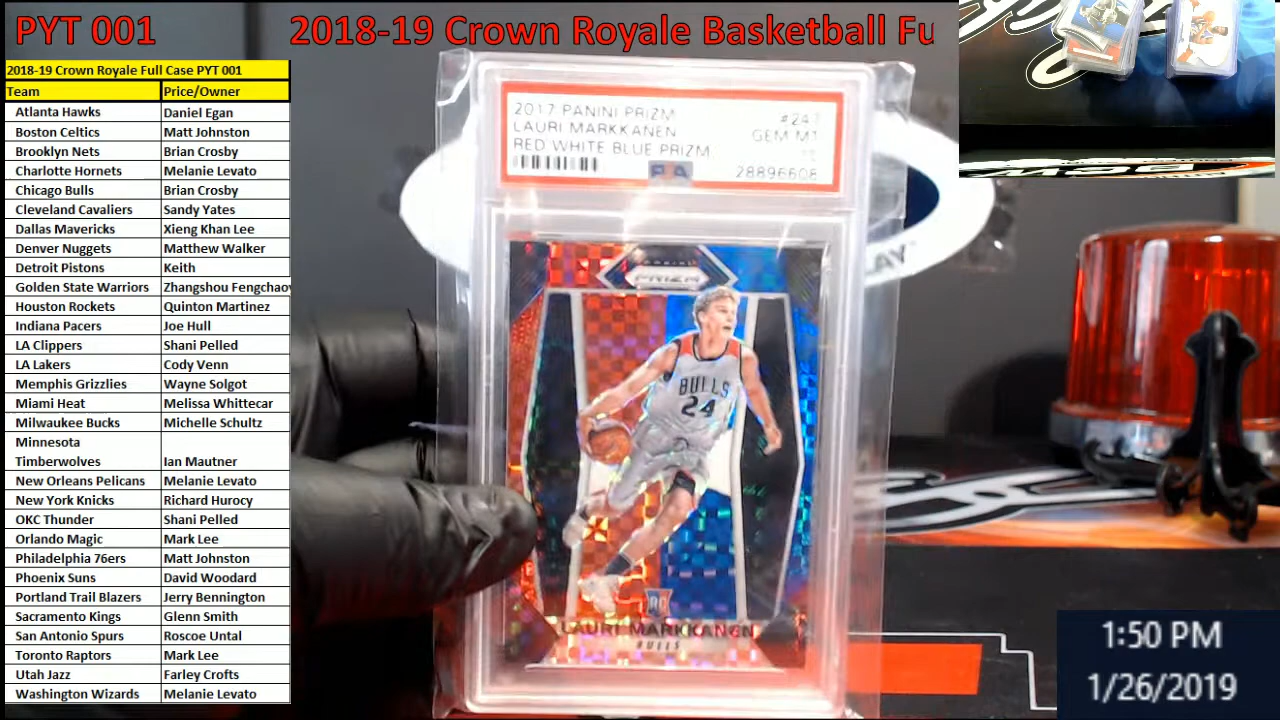 PYT 001
2018-19 Crown Royale Basketball Fu
2018-19 Crown Royale Full Case PYT 001
Team Price/Owner
Atlanta Hawks Daniel Egan
Boston Celtics Matt Johnston
Brooklyn Nets Brian Crosby
Charlotte Hornets Melanie Levato
Chicago Bulls Brian Crosby
Cleveland Cavaliers Sandy Yates
Dallas Mavericks Xieng Khan Lee
Denver Nuggets Matthew Walker
Detroit Pistons Keith
Golden State Warriors Zhangshou Fengchaov
Houston Rockets Quinton Martinez
Indiana Pacers Joe Hull
LA Clippers Shani Pelled
LA Lakers Cody Venn
Memphis Grizzlies Wayne Solgot
Miami Heat Melissa Whittecar
Milwaukee Bucks Michelle Schultz
Minnesota
Timberwolves Ian Mautner
New Orleans Pelicans Melanie Levato
New York Knicks Richard Hurocy
OKC Thunder Shani Pelled
Orlando Magic Mark Lee
Philadelphia 76ers Matt Johnston
Phoenix Suns David Woodard
Portland Trail Blazers Jerry Bennington
Sacramento Kings Glenn Smith
San Antonio Spurs Roscoe Untal
Toronto Raptors Mark Lee
Utah Jazz Farley Crofts
Washington Wizards Melanie Levato
2017 PANINI PRIZM
LAURI MARKKANEN GEM MT
RED WHITE BLUE PRIZM
28896608
PRIZM
BULLS
24
RC
LAURI MARKKANEN
BULLS
1:50 PM
1/26/2019